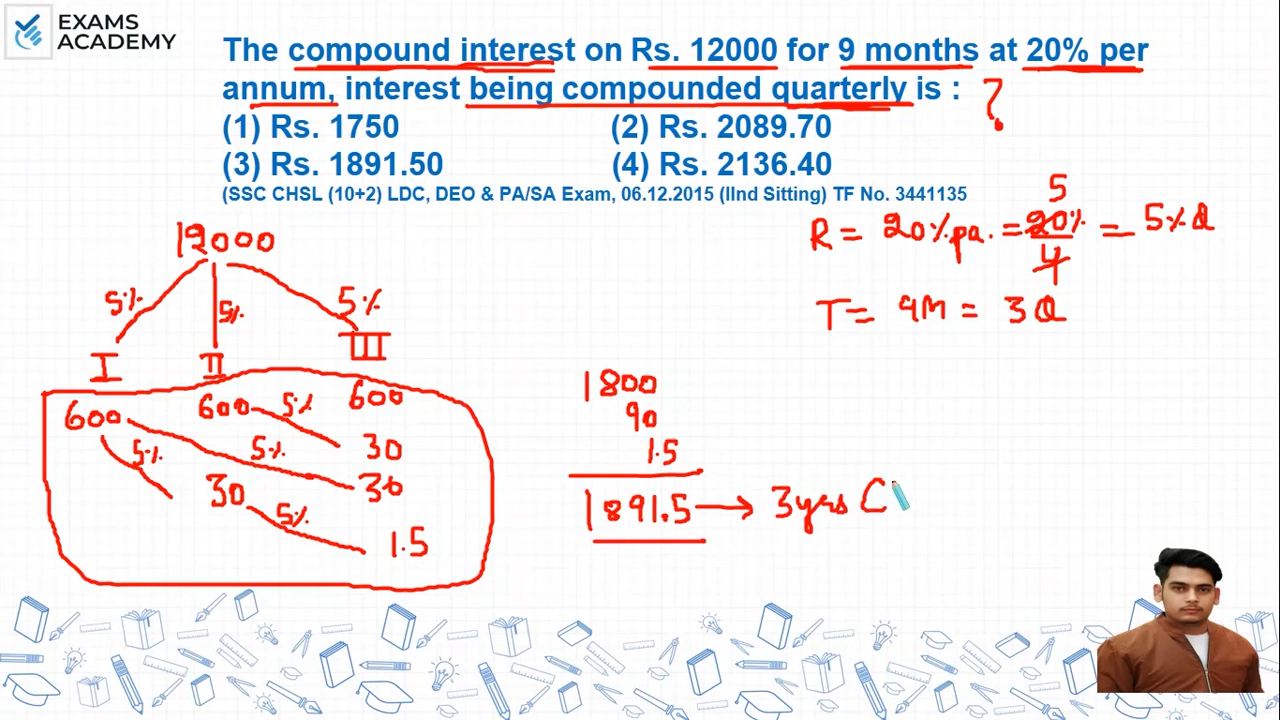 EXAMS
ACADEMY
The compound interest on Rs. 12000 for 9 months at 20% per
annum, interest being compounded quarterly is : ?
(1) Rs. 1750 (2) Rs. 2089.70
(3) Rs. 1891.50 (4) Rs. 2136.40
(SSC CHSL (10+2) LDC, DEO & PA/SA Exam, 06.12.2015 (IInd Sitting) TF No. 3441135
5
R = 20% pa. = 20% = 5% Q
4
T = 9M = 3Q
12000
5% 5% 5%
I II III
600 600 5% 600
5% 5% 30
30 30
5% 1.5
1800
90
1.5
1891.5 → 3yrs C